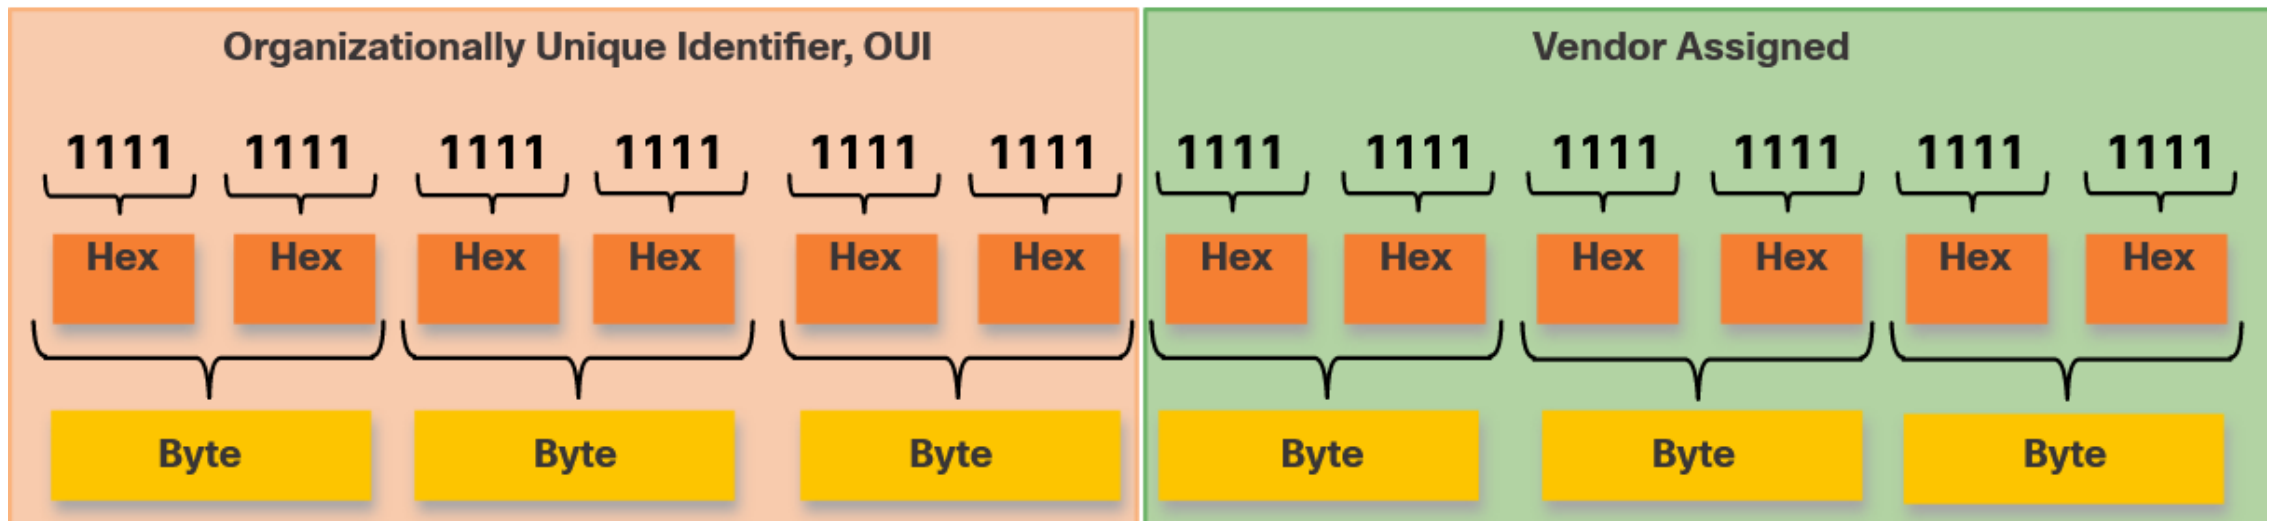 Organizationally Unique Identifier, OUI
Vendor Assigned
1111 1111 1111 1111 1111 1111 1111 1111 1111 1111 1111 1111
Hex Hex Hex Hex Hex Hex Hex Hex Hex Hex Hex Hex
Byte Byte Byte Byte Byte Byte